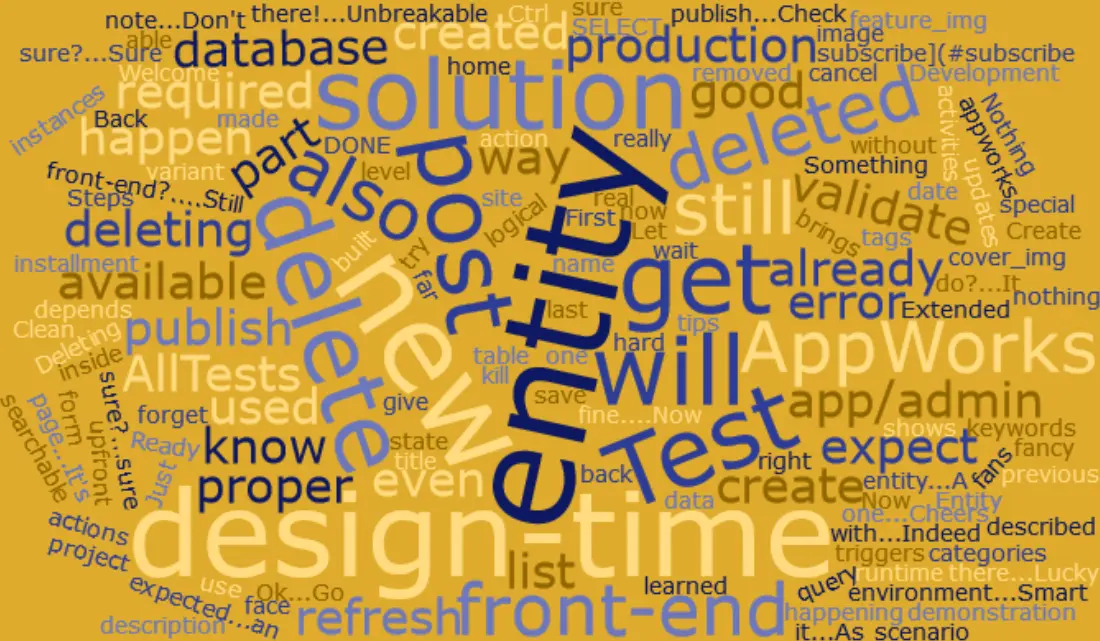 note...Don't
there!...Unbreakable
Ctrl
sure
publish...Check
feature_img
created
SELECT
image
able
sure?...Sure
database
production
subscribe](#subscribe
Welcome
home
solution
removed
cancel
Development
required
good
deleted
instances
Back
made
activities
appworks
Nothing
happen
part
DONE
action
really
without
variant
also
post
way
entity
Something
front-end?....Still
level
Steps
site
logical
real
First
now
still
validate
date
updates
special
Let
brings
Create
deleting
delete
built
try
far
wait
tags
installment
name
get
already
cover_img
available
new
do?...It
nothing
depends
last
error
Extended
Clean
publish
tips
Deleting
hard
inside
table
one
will
AppWorks
AllTests
kill
sure?...sure
save
app/admin
searchable
page...It's
form
upfront
forget
used
give
fine....Now
Test
shows
keywords
Ready
know
state
expect
fancy
title
right
fans
Just
proper
even
back
data
create
entity...A
previous
Now
Entity
design-time
one...Cheers
actions
with...Indeed
described
project
list
triggers
categories
use
Ok...Go
learned
query
runtime
there...Lucky
expected...an
face
environment...Smart
description
refresh
front-end
happening
demonstration
it...As
scenario